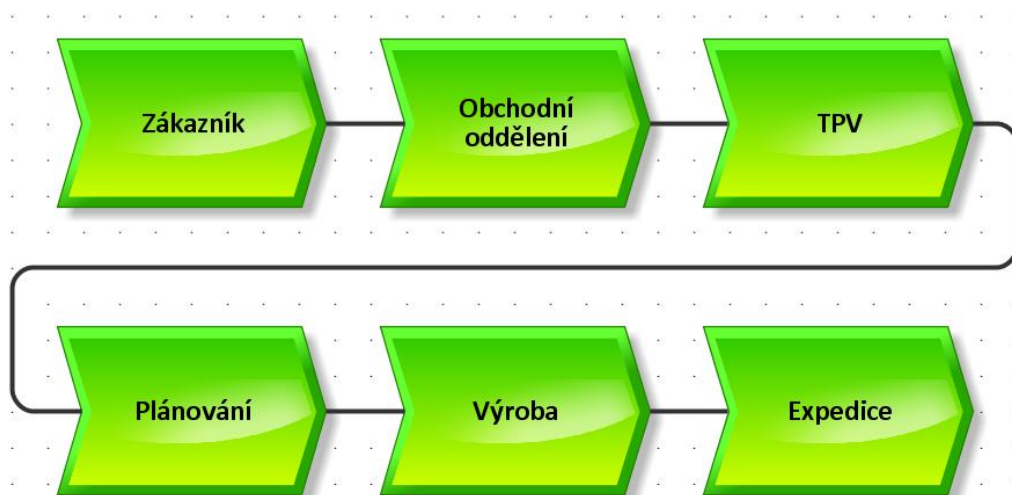 Zákazník
Obchodní
oddělení
TPV
Plánování
Výroba
Expedice